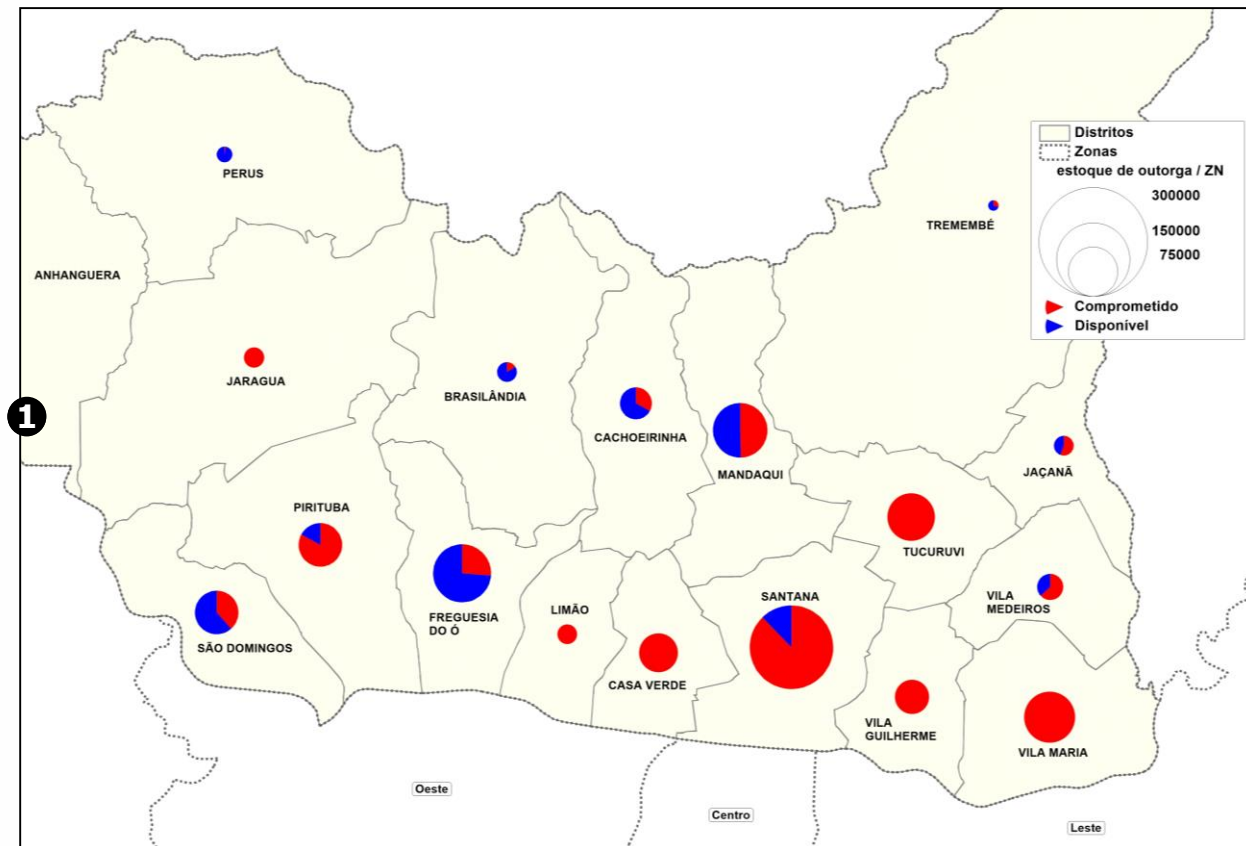 Distritos
Zonas
estoque de outorga / ZN
300000
150000
75000
Comprometido
Disponível
PERUS
TREMEMBÉ
ANHANGUERA
JARAGUA
BRASILÂNDIA
1
CACHOEIRINHA
MANDAQUI
JAÇANÃ
PIRITUBA
TUCURUVI
VILA
MEDEIROS
SANTANA
LIMÃO
FREGUESIA
DO Ó
SÃO DOMINGOS
CASA VERDE
VILA
GUILHERME
VILA MARIA
Oeste
Centro
Leste